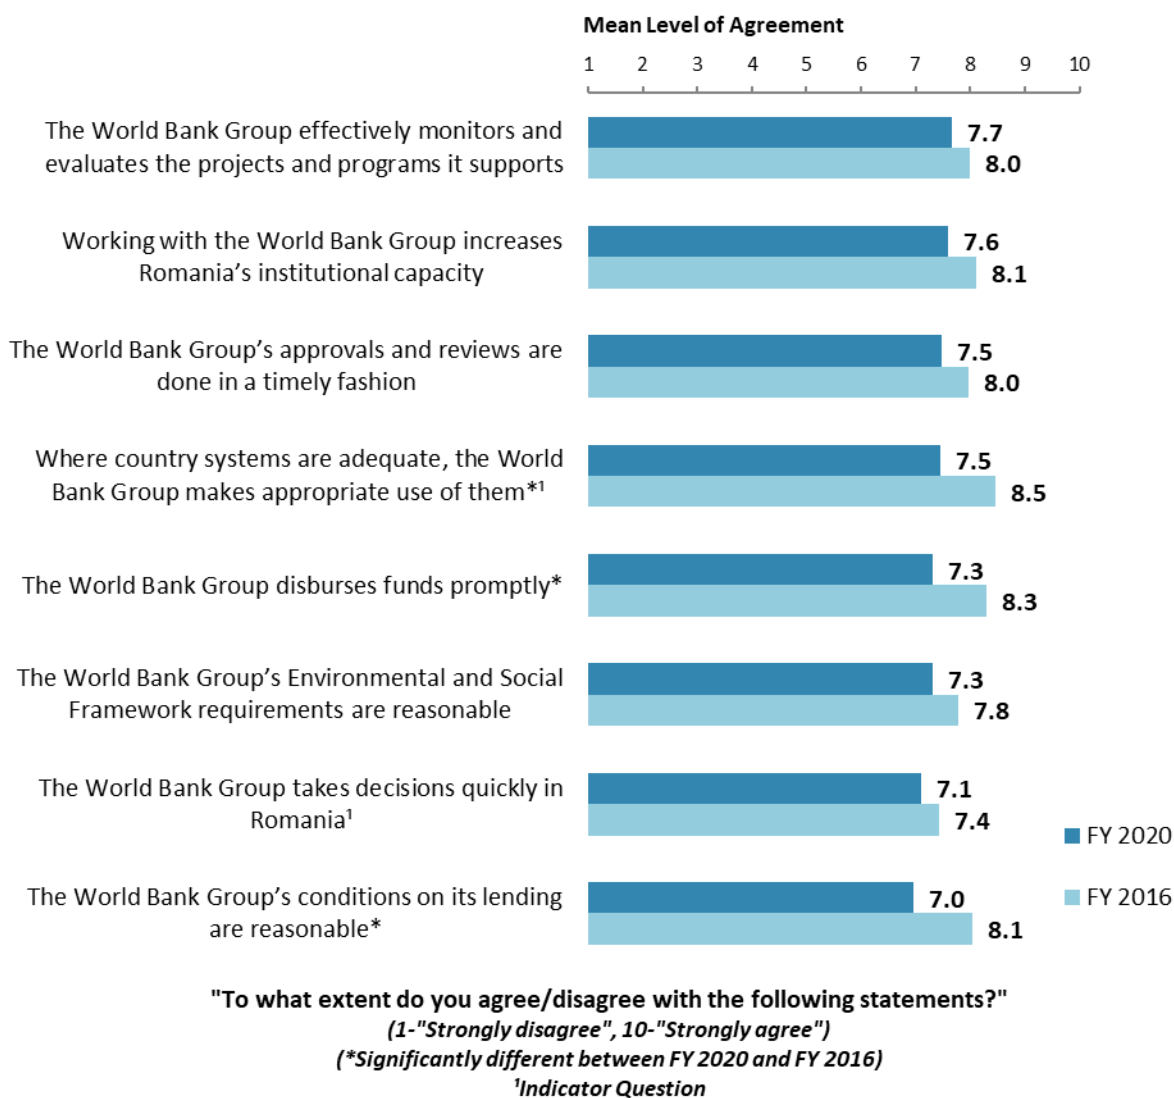 Mean Level of Agreement
1 2 3 4 5 6 7 8 9 10
The World Bank Group effectively monitors and
evaluates the projects and programs it supports
7.7
8.0
Working with the World Bank Group increases
Romania’s institutional capacity
7.6
8.1
The World Bank Group’s approvals and reviews are
done in a timely fashion
7.5
8.0
Where country systems are adequate, the World
Bank Group makes appropriate use of them*¹
7.5
8.5
The World Bank Group disburses funds promptly*
7.3
8.3
The World Bank Group’s Environmental and Social
Framework requirements are reasonable
7.3
7.8
The World Bank Group takes decisions quickly in
Romania¹
7.1
7.4
The World Bank Group’s conditions on its lending
are reasonable*
7.0
8.1
FY 2020
FY 2016
"To what extent do you agree/disagree with the following statements?"
(1-"Strongly disagree", 10-"Strongly agree")
(*Significantly different between FY 2020 and FY 2016)
¹Indicator Question